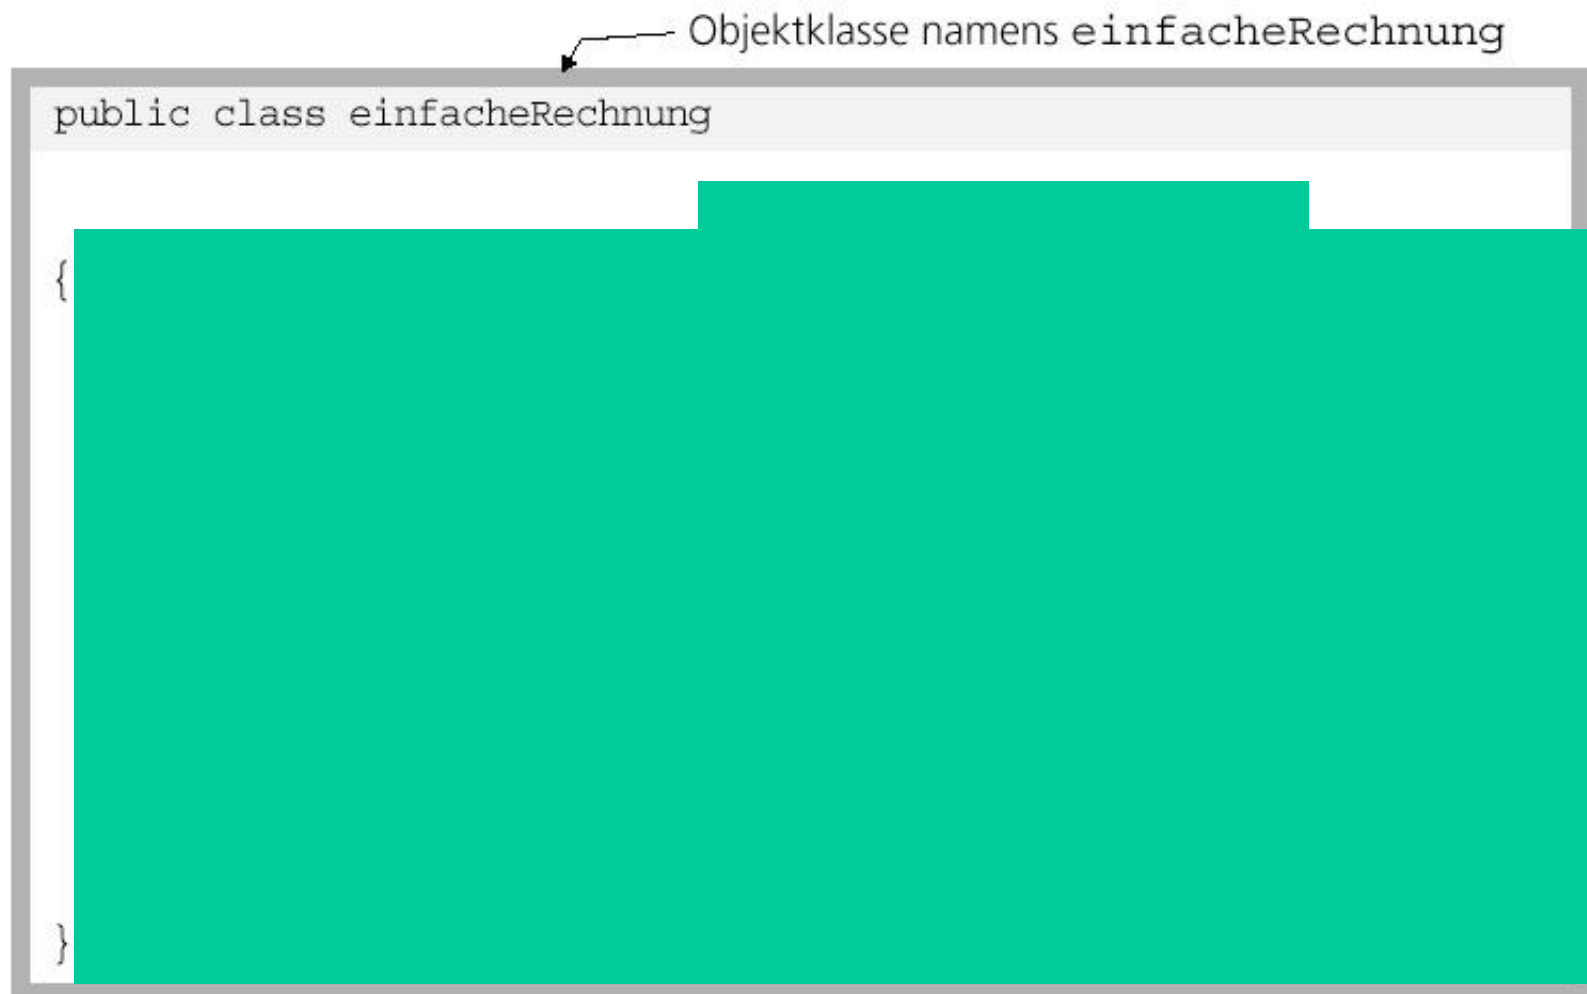 Objektklasse namens einfacheRechnung
public class einfacheRechnung
{
}